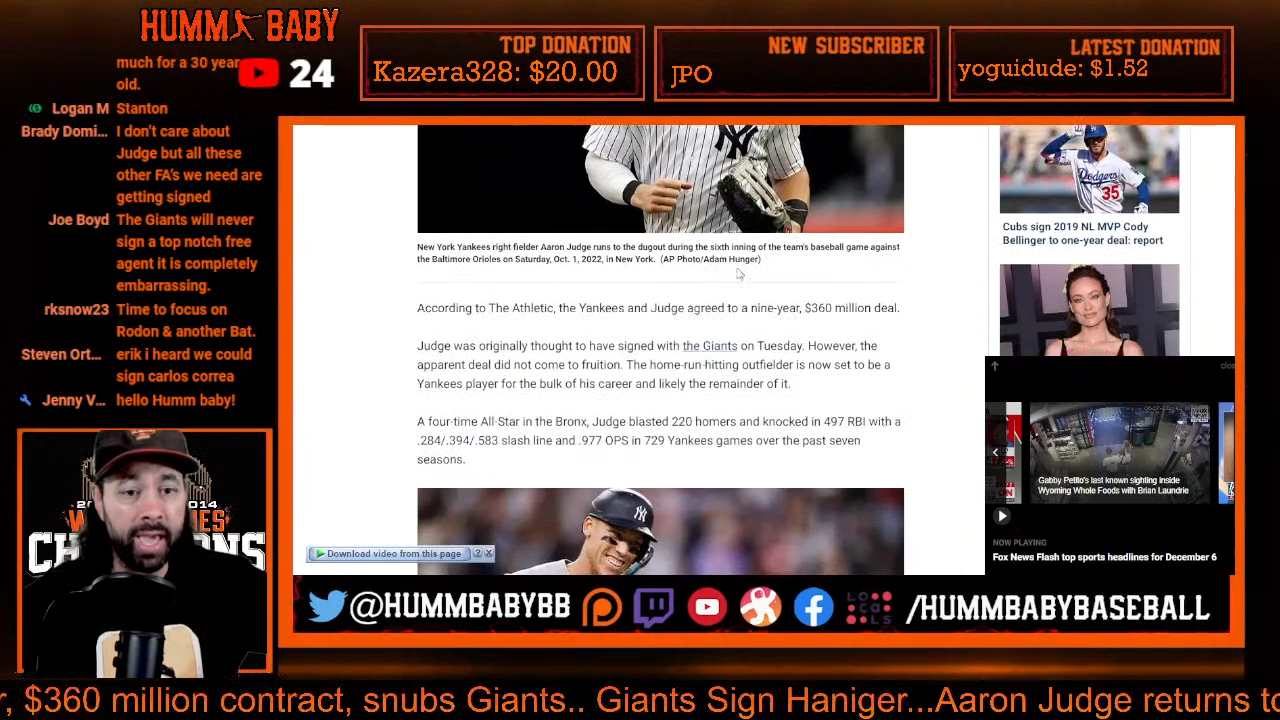 HUMM BABY
24
TOP DONATION
Kazera328: $20.00
NEW SUBSCRIBER
JPO
LATEST DONATION
yoguidude: $1.52
much for a 30 year
old.
Logan M Stanton
Brady Domi... I don't care about
Judge but all these
other FA's we need are
getting signed
Joe Boyd The Giants will never
sign a top notch free
agent it is completely
embarrassing.
rksnow23 Time to focus on
Rodon & another Bat.
Steven Ort... erik i heard we could
sign carlos correa
Jenny V... hello Humm baby!
New York Yankees right fielder Aaron Judge runs to the dugout during the sixth inning of the team's baseball game against
the Baltimore Orioles on Saturday, Oct. 1, 2022, in New York. (AP Photo/Adam Hunger)
According to The Athletic, the Yankees and Judge agreed to a nine-year, $360 million deal.
Judge was originally thought to have signed with the Giants on Tuesday. However, the
apparent deal did not come to fruition. The home-run-hitting outfielder is now set to be a
Yankees player for the bulk of his career and likely the remainder of it.
A four-time All-Star in the Bronx, Judge blasted 220 homers and knocked in 497 RBI with a
.284/.394/.583 slash line and .977 OPS in 729 Yankees games over the past seven
seasons.
Download video from this page ? X
Dodgers
35
Cubs sign 2019 NL MVP Cody
Bellinger to one-year deal: report
clos
Gabby Petito's last known sighting inside
Wyoming Whole Foods with Brian Laundrie
NOW PLAYING
Fox News Flash top sports headlines for December 6
2014
CHAMPIONS
@HUMMBABYBB
LOCALS
/HUMMBABYBASEBALL
r, $360 million contract, snubs Giants.. Giants Sign Haniger...Aaron Judge returns to